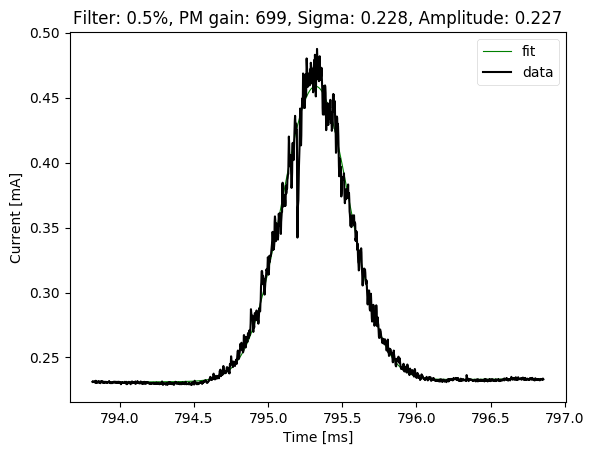 Filter: 0.5%, PM gain: 699, Sigma: 0.228, Amplitude: 0.227
fit
data
0.50
0.45
0.40
0.35
0.30
0.25
Current [mA]
794.0 794.5 795.0 795.5 796.0 796.5 797.0
Time [ms]